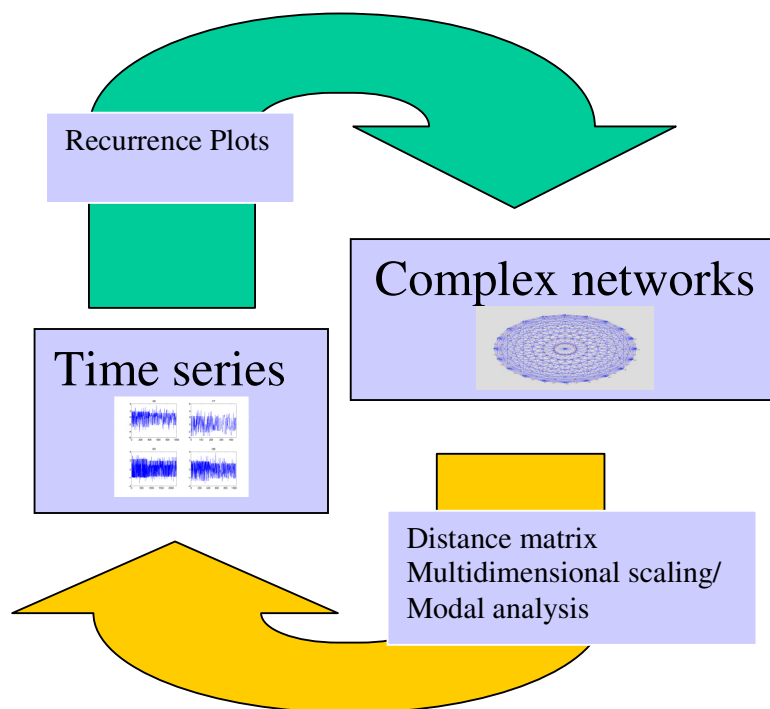 Recurrence Plots
Complex networks
Time series
Distance matrix
Multidimensional scaling/
Modal analysis